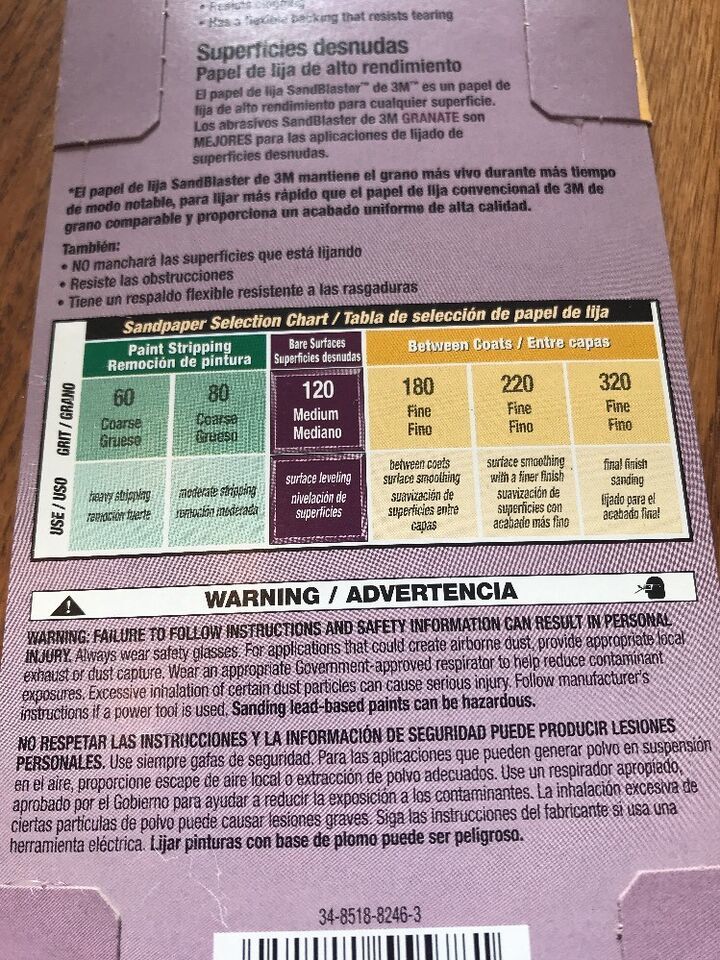 • Resists clogging
• Has a flexible backing that resists tearing
Superficies desnudas
Papel de lija de alto rendimiento
El papel de lija SandBlaster™ de 3M™ es un papel de
lija de alto rendimiento para cualquier superficie.
Los abrasivos SandBlaster de 3M GRANATE son
MEJORES para las aplicaciones de lijado de
superficies desnudas.
*El papel de lija SandBlaster de 3M mantiene el grano más vivo durante más tiempo
de modo notable, para lijar más rápido que el papel de lija convencional de 3M de
grano comparable y proporciona un acabado uniforme de alta calidad.
También:
• NO manchará las superficies que está lijando
• Resiste las obstrucciones
• Tiene un respaldo flexible resistente a las rasgaduras
Sandpaper Selection Chart / Tabla de selección de papel de lija
Paint Stripping
Remoción de pintura
Bare Surfaces
Superficies desnudas
Between Coats / Entre capas
GRIT / GRANO
60
Coarse
Grueso
80
Coarse
Grueso
120
Medium
Mediano
180
Fine
Fino
220
Fine
Fino
320
Fine
Fino
USE / USO
heavy stripping
remoción fuerte
moderate stripping
remoción moderada
surface leveling
nivelación de
superficies
between coats
surface smoothing
suavización de
superficies entre
capas
surface smoothing
with a finer finish
suavización de
superficies con
acabado más fino
final finish
sanding
lijado para el
acabado final
WARNING / ADVERTENCIA
WARNING: FAILURE TO FOLLOW INSTRUCTIONS AND SAFETY INFORMATION CAN RESULT IN PERSONAL
INJURY. Always wear safety glasses. For applications that could create airborne dust, provide appropriate local
exhaust or dust capture. Wear an appropriate Government-approved respirator to help reduce contaminant
exposures. Excessive inhalation of certain dust particles can cause serious injury. Follow manufacturer's
instructions if a power tool is used. Sanding lead-based paints can be hazardous.
NO RESPETAR LAS INSTRUCCIONES Y LA INFORMACIÓN DE SEGURIDAD PUEDE PRODUCIR LESIONES
PERSONALES. Use siempre gafas de seguridad. Para las aplicaciones que pueden generar polvo en suspensión
en el aire, proporcione escape de aire local o extracción de polvo adecuados. Use un respirador apropiado,
aprobado por el Gobierno para ayudar a reducir la exposición a los contaminantes. La inhalación excesiva de
ciertas partículas de polvo puede causar lesiones graves. Siga las instrucciones del fabricante si usa una
herramienta eléctrica. Lijar pinturas con base de plomo puede ser peligroso.
34-8518-8246-3